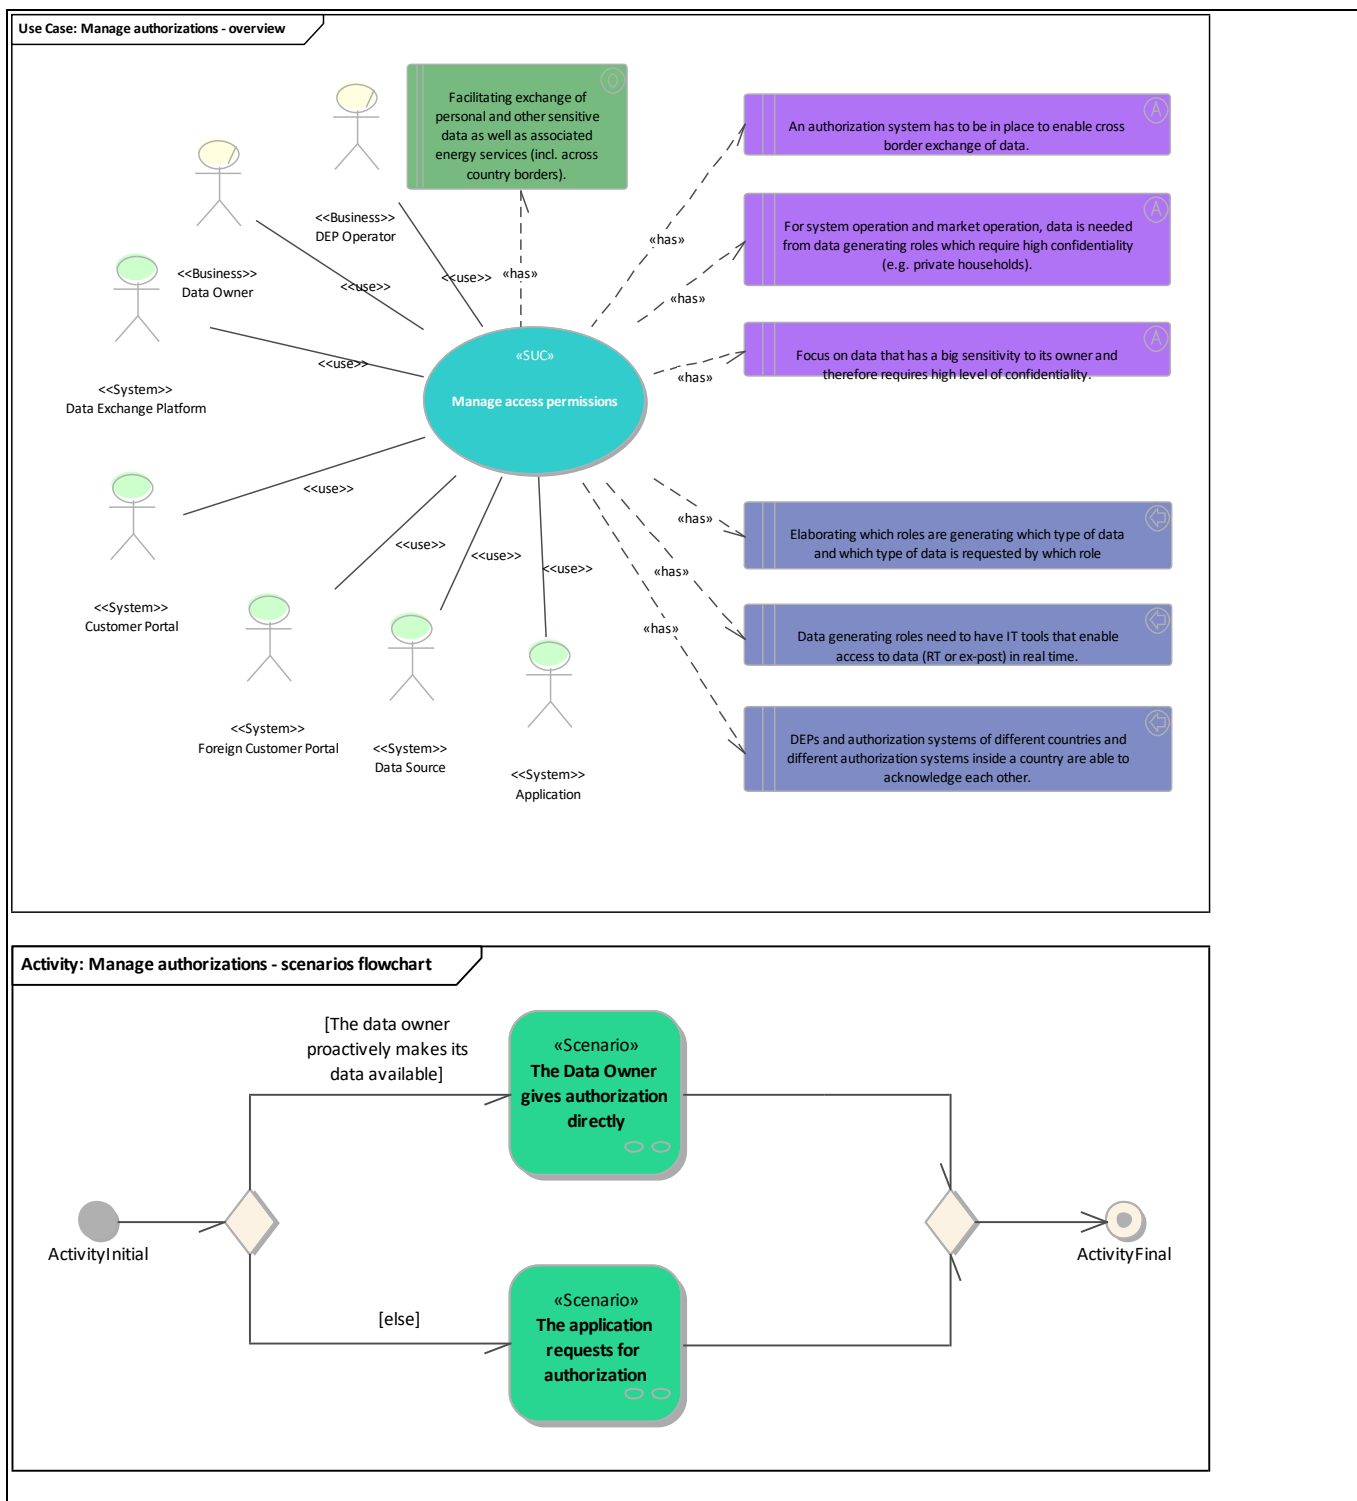 Use Case: Manage authorizations - overview
Facilitating exchange of
personal and other sensitive
data as well as associated
energy services (incl. across
country borders).
O
An authorization system has to be in place to enable cross
border exchange of data.
A
For system operation and market operation, data is needed
from data generating roles which require high confidentiality
(e.g. private households).
A
Focus on data that has a big sensitivity to its owner and
therefore requires high level of confidentiality.
A
<<Business>>
DEP Operator
<<Business>>
Data Owner
<<System>>
Data Exchange Platform
<<System>>
Customer Portal
<<System>>
Foreign Customer Portal
<<System>>
Data Source
<<System>>
Application
<<use>>
<<use>>
<<use>>
<<use>>
<<use>>
<<use>>
<<use>>
«has»
«has»
«has»
«has»
«has»
«has»
«has»
«SUC»
Manage access permissions
Elaborating which roles are generating which type of data
and which type of data is requested by which role
Data generating roles need to have IT tools that enable
access to data (RT or ex-post) in real time.
DEPs and authorization systems of different countries and
different authorization systems inside a country are able to
acknowledge each other.
Activity: Manage authorizations - scenarios flowchart
[The data owner
proactively makes its
data available]
«Scenario»
The Data Owner
gives authorization
directly
ActivityInitial
ActivityFinal
[else]
«Scenario»
The application
requests for
authorization